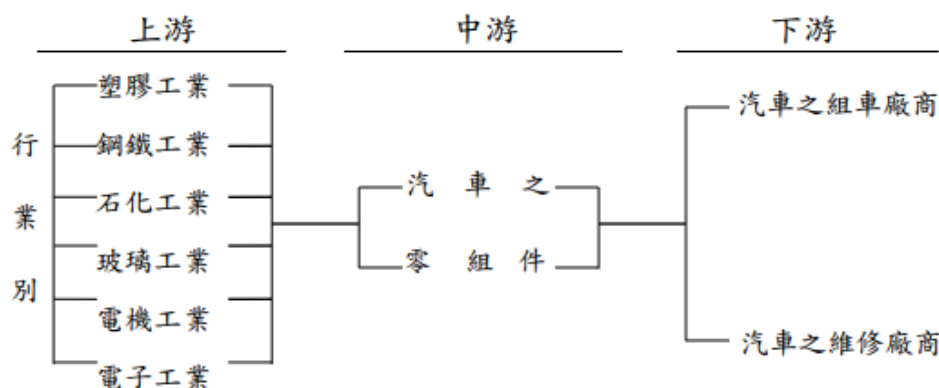 上游 中游 下游
行業別
塑膠工業
鋼鐵工業
石化工業
玻璃工業
電機工業
電子工業
汽車之
零組件
汽車之組車廠商
汽車之維修廠商